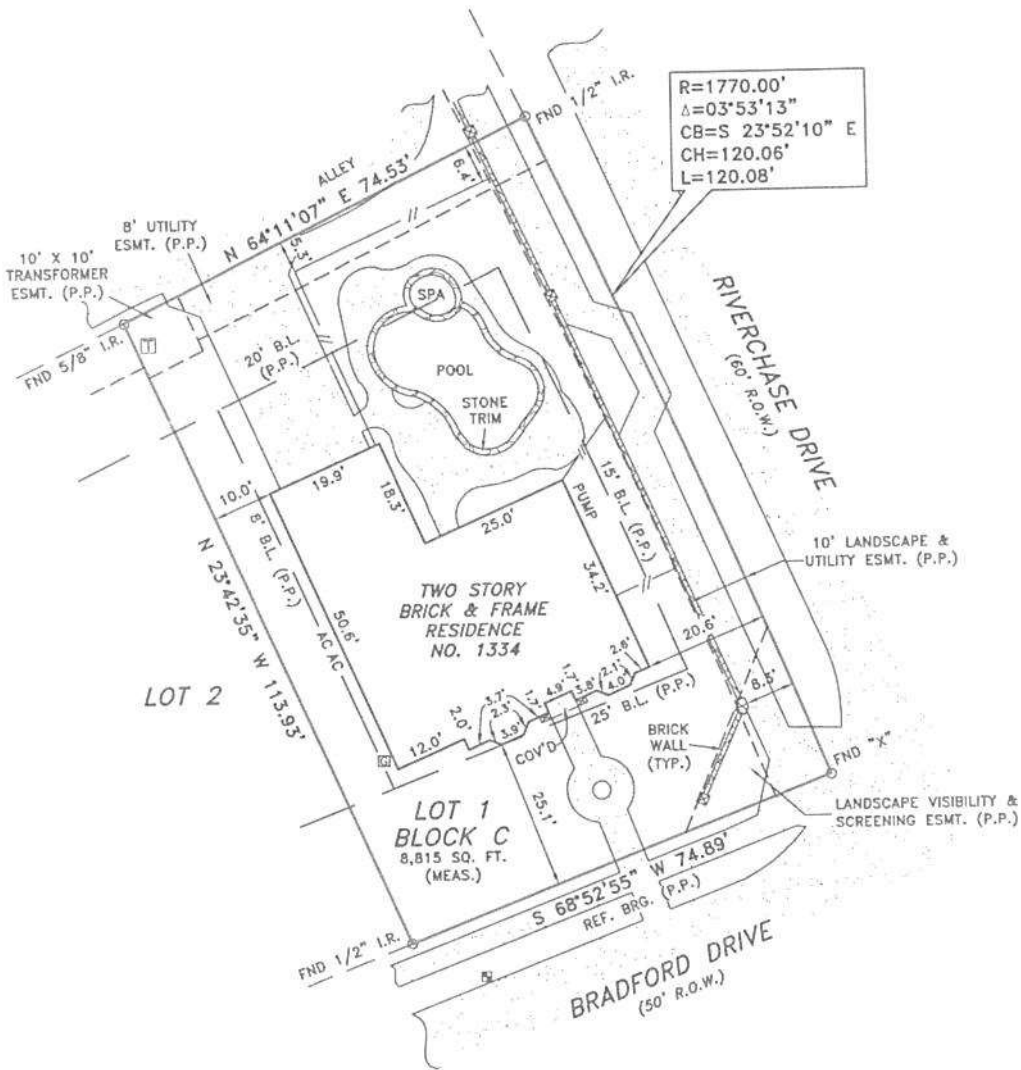 FND 1/2" I.R.
R=1770.00'
Δ=03°53'13"
CB=S 23°52'10" E
CH=120.06'
L=120.08'
ALLEY
N 64°11'07" E 74.53'
6.4'
8' UTILITY
ESMT. (P.P.)
10' X 10'
TRANSFORMER
ESMT. (P.P.)
5.3'
FND 5/8" I.R.
T
20' B.L.
(P.P.)
SPA
POOL
STONE
TRIM
RIVERCHASE DRIVE
(60' R.O.W.)
10.0'
19.9'
18.3'
25.0'
PUMP
15' B.L. (P.P.)
8' B.L. (P.P.)
N 23°42'35" W 113.93'
34.2'
10' LANDSCAPE &
UTILITY ESMT. (P.P.)
TWO STORY
BRICK & FRAME
RESIDENCE
NO. 1334
50.6'
AC AC
20.6'
8.5'
LOT 2
2.6'
2.1'
4.0'
3.8'
1.7'
4.9'
1.7'
3.7'
2.3'
3.9'
2.0'
12.0'
25' B.L. (P.P.)
COV'D
G
BRICK
WALL
(TYP.)
FND "X"
LOT 1
BLOCK C
8,815 SQ. FT.
(MEAS.)
25.1'
LANDSCAPE VISIBILITY &
SCREENING ESMT. (P.P.)
S 68°52'55" W 74.89'
REF. BRG. (P.P.)
FND 1/2" I.R.
BRADFORD DRIVE
(50' R.O.W.)